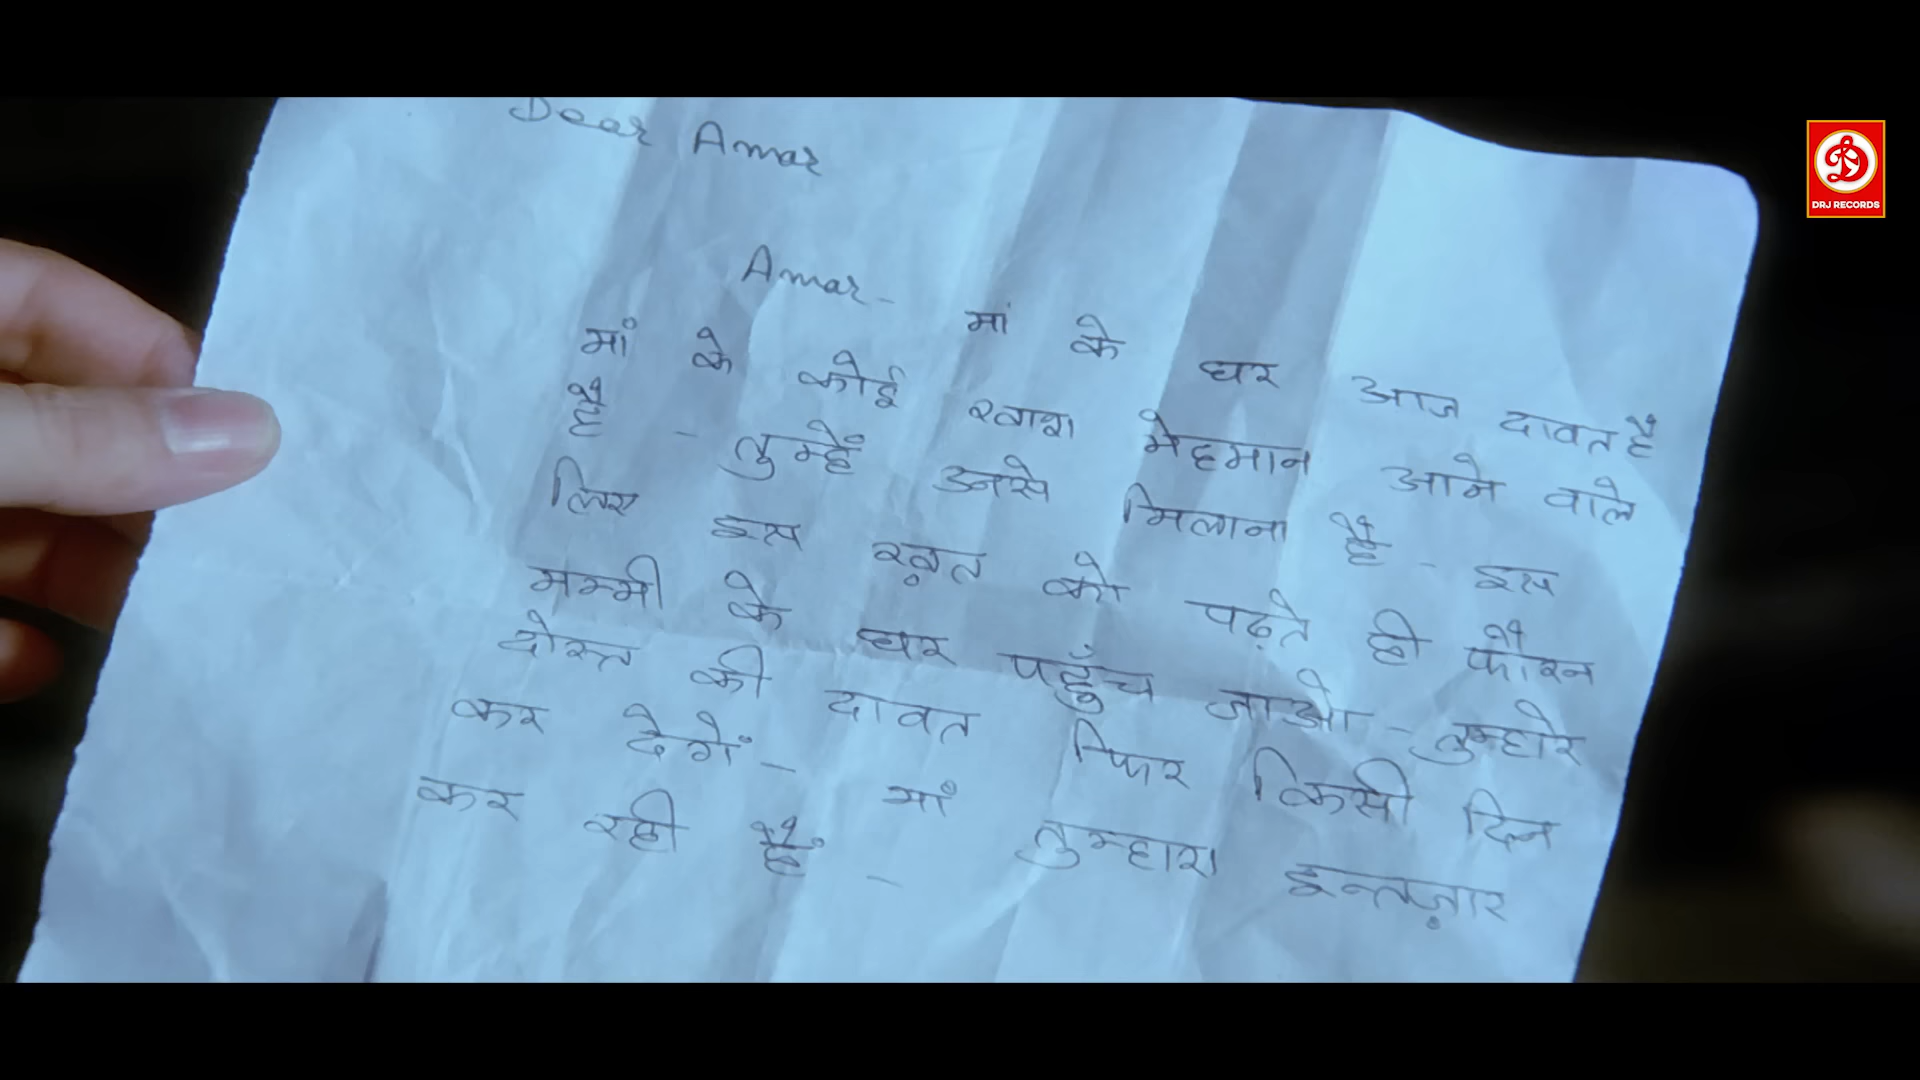 Dear Amar
Amar- मां के घर आज दावत है
मां के कोई खाश मेहमान आने वाले
है - तुम्हें उनसे मिलाना है - इस
लिए इस ख़त को पढ़ते ही फौरन
मम्मी के घर पहुँच जाओ - तुम्हारे
दोस्त की दावत फिर किसी दिन
कर देगें - मां तुम्हारा इन्तज़ार
कर रही हैं -
DRJ RECORDS